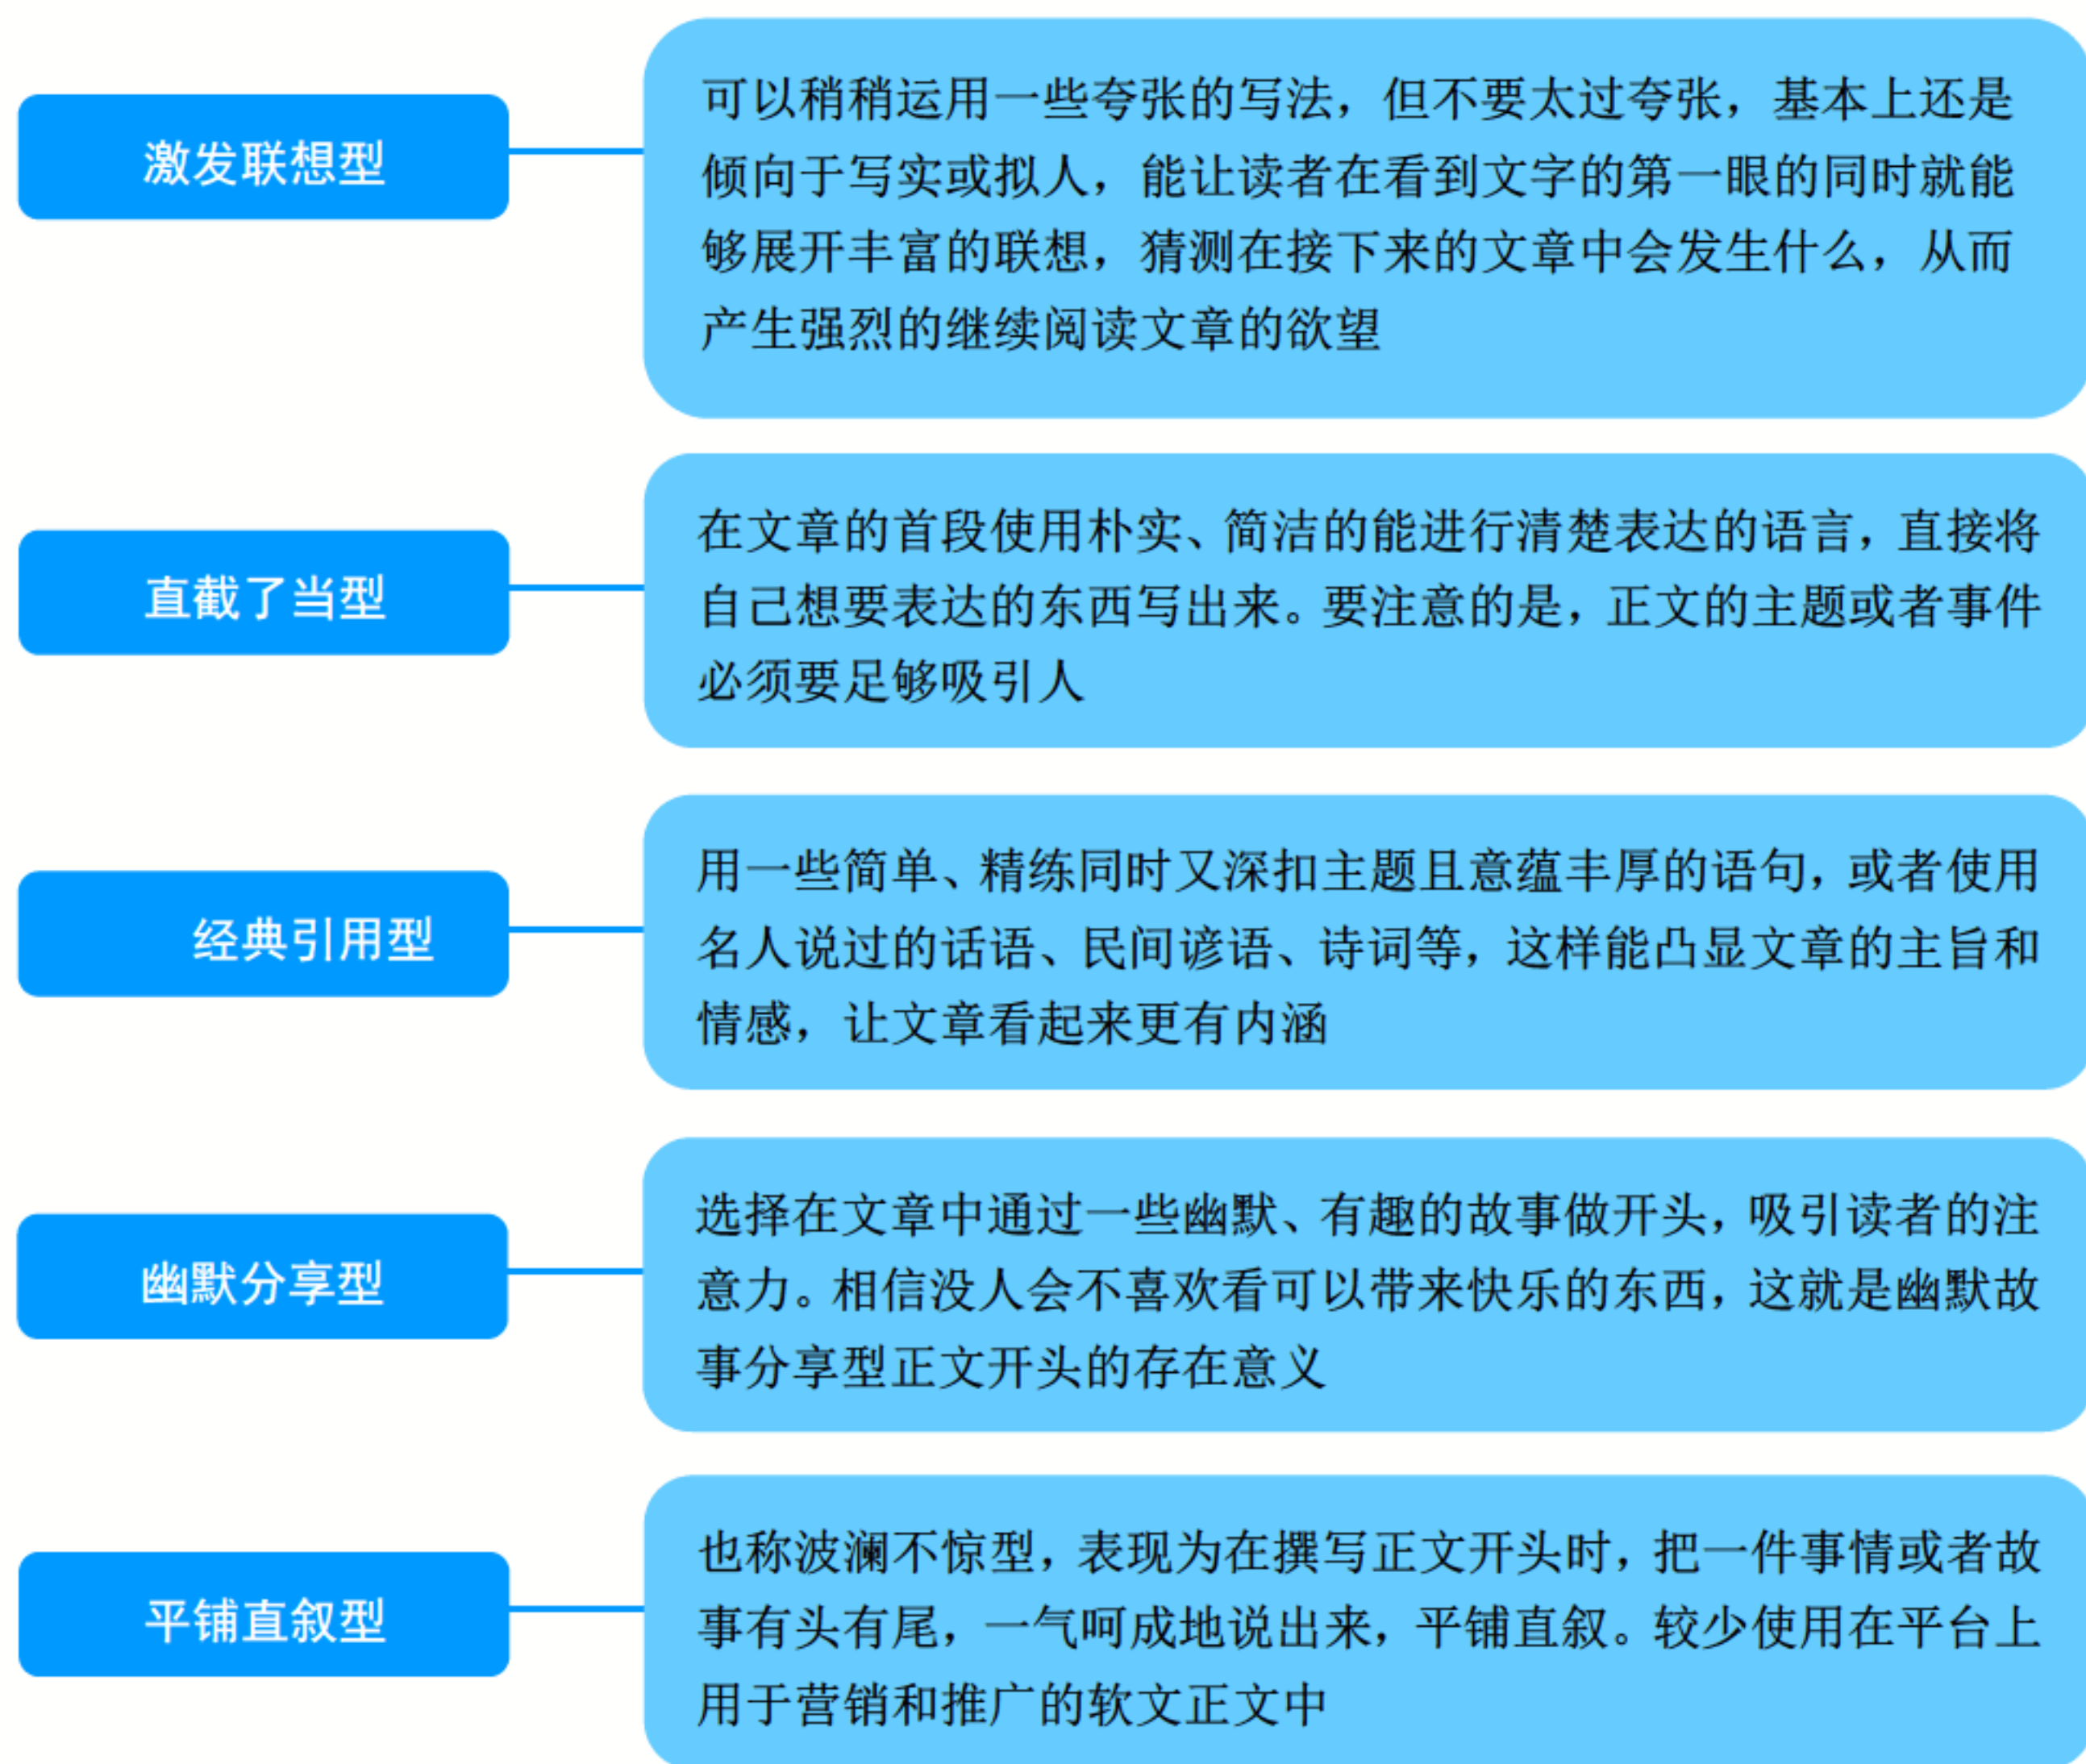 激发联想型
可以稍稍运用一些夸张的写法，但不要太过夸张，基本上还是
倾向于写实或拟人，能让读者在看到文字的第一眼的同时就能
够展开丰富的联想，猜测在接下来的文章中会发生什么，从而
产生强烈的继续阅读文章的欲望
直截了当型
在文章的首段使用朴实、简洁的能进行清楚表达的语言，直接将
自己想要表达的东西写出来。要注意的是，正文的主题或者事件
必须要足够吸引人
经典引用型
用一些简单、精练同时又深扣主题且意蕴丰厚的语句，或者使用
名人说过的话语、民间谚语、诗词等，这样能凸显文章的主旨和
情感，让文章看起来更有内涵
幽默分享型
选择在文章中通过一些幽默、有趣的故事做开头，吸引读者的注
意力。相信没人会不喜欢看可以带来快乐的东西，这就是幽默故
事分享型正文开头的存在意义
平铺直叙型
也称波澜不惊型，表现为在撰写正文开头时，把一件事情或者故
事有头有尾，一气呵成地说出来，平铺直叙。较少使用在平台上
用于营销和推广的软文正文中